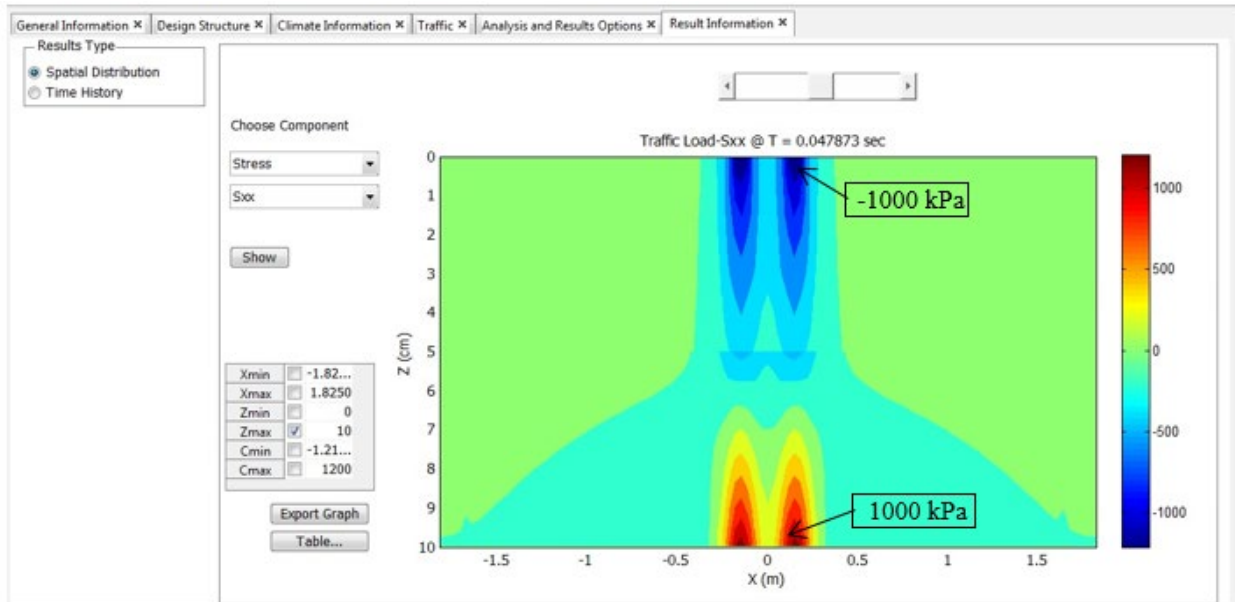 General Information ✕ Design Structure ✕ Climate Information ✕ Traffic ✕ Analysis and Results Options ✕ Result Information ✕
Results Type
Spatial Distribution
Time History
Choose Component
Stress
Sxx
Show
Xmin -1.82...
Xmax 1.8250
Zmin 0
Zmax 10
Cmin -1.21...
Cmax 1200
Export Graph
Table...
Traffic Load-Sxx @ T = 0.047873 sec
0
1
2
3
4
5
6
7
8
9
10
Z (cm)
-1000 kPa
1000 kPa
-1.5 -1 -0.5 0 0.5 1 1.5
X (m)
1000
500
0
-500
-1000